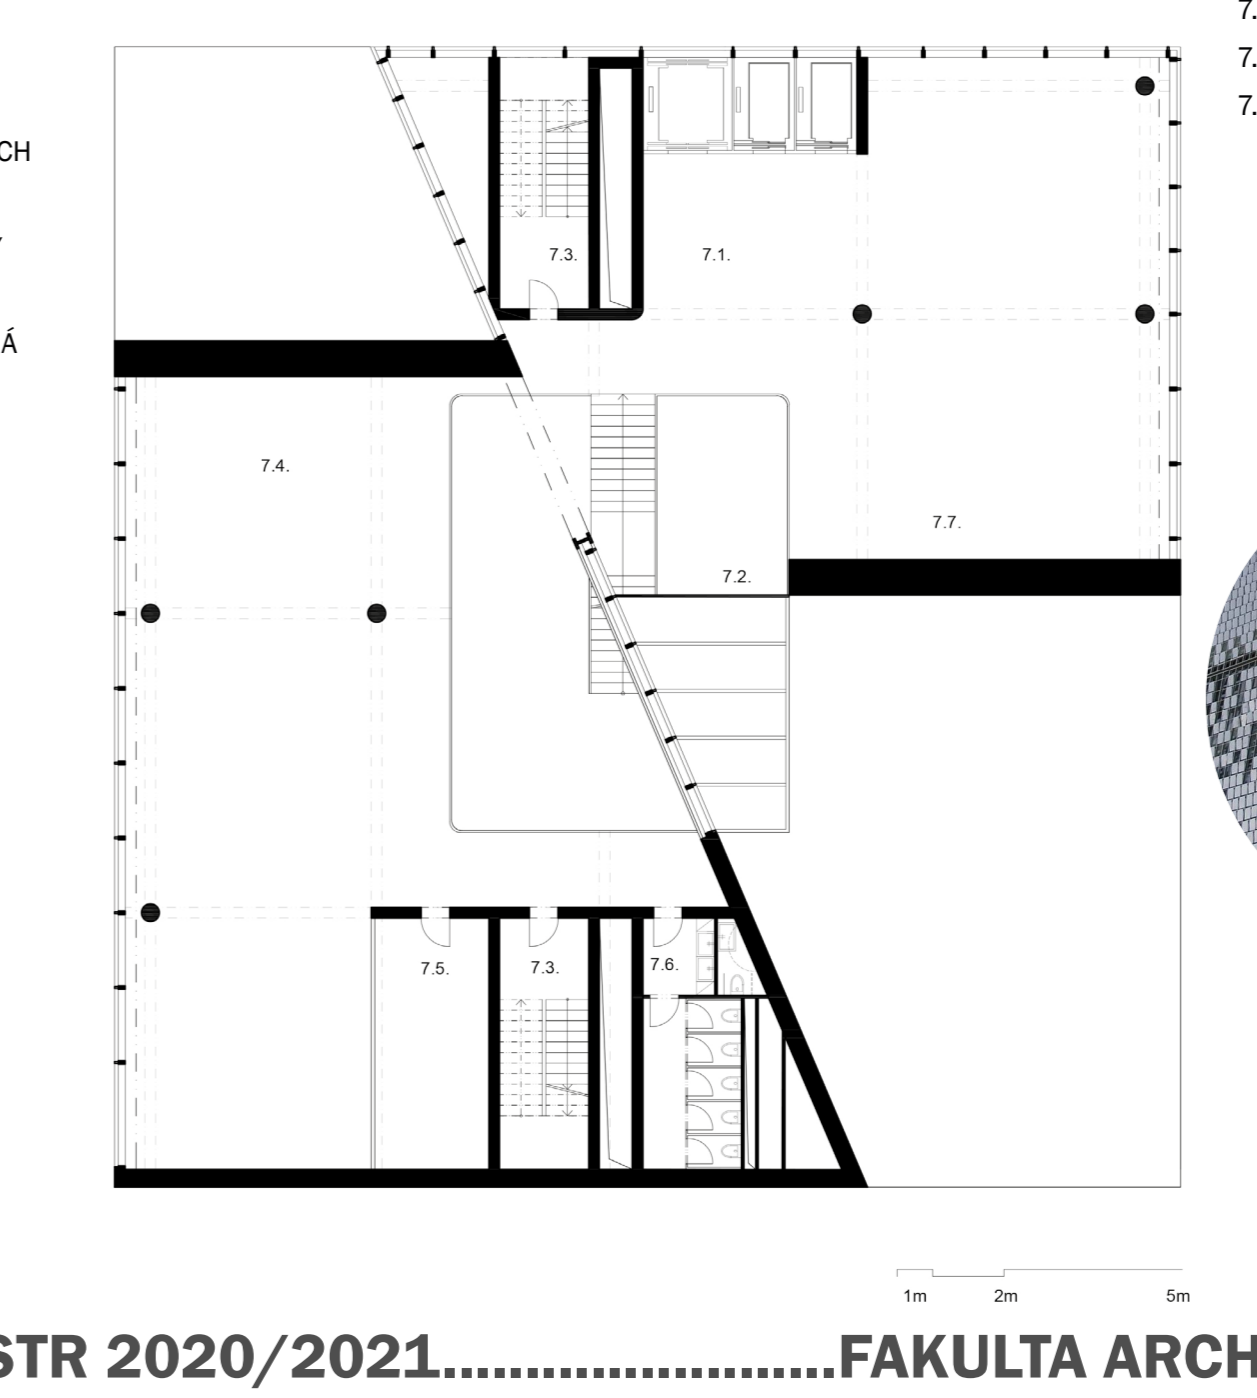 7.
7.
7.
CH
Á
7.3.
7.1.
7.4.
7.7.
7.2.
7.5.
7.3.
7.6.
1m 2m 5m
STR 2020/2021.......................FAKULTA ARCH